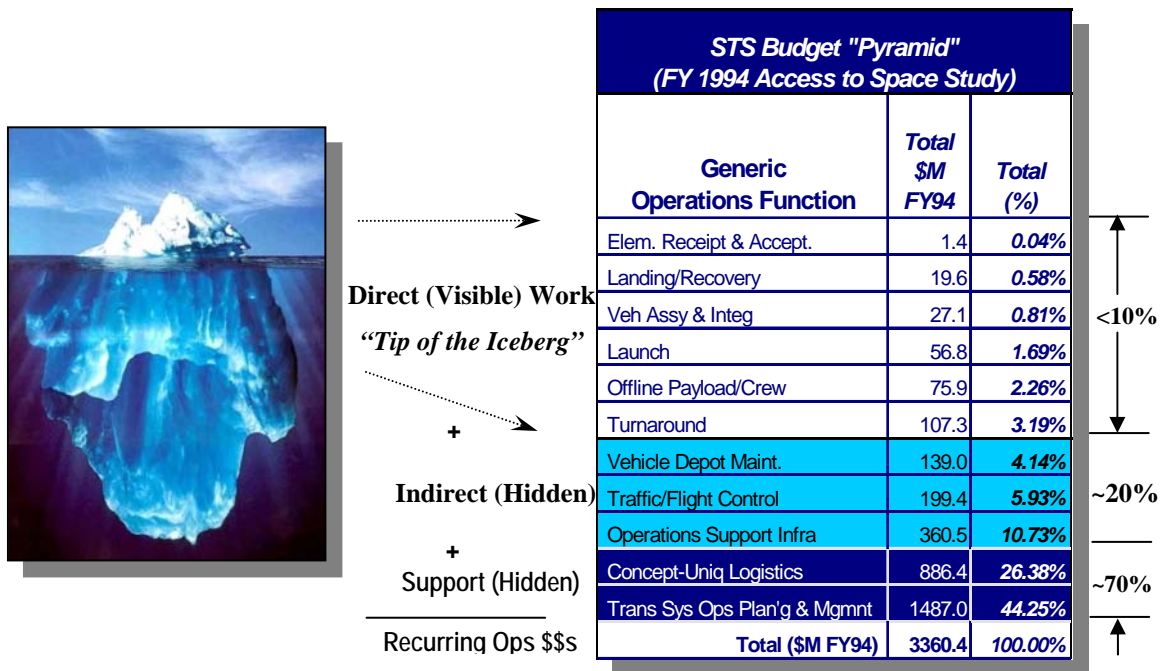 STS Budget "Pyramid"
(FY 1994 Access to Space Study)
Generic
Operations Function
Total
$M
FY94
Total
(%)
Elem. Receipt & Accept. 1.4 0.04%
Landing/Recovery 19.6 0.58%
Veh Assy & Integ 27.1 0.81%
Launch 56.8 1.69%
Offline Payload/Crew 75.9 2.26%
Turnaround 107.3 3.19%
Vehicle Depot Maint. 139.0 4.14%
Traffic/Flight Control 199.4 5.93%
Operations Support Infra 360.5 10.73%
Concept-Uniq Logistics 886.4 26.38%
Trans Sys Ops Plan'g & Mgmnt 1487.0 44.25%
Total ($M FY94) 3360.4 100.00%
Direct (Visible) Work
“Tip of the Iceberg”
+
Indirect (Hidden)
+
Support (Hidden)
Recurring Ops $$s
<10%
~20%
~70%